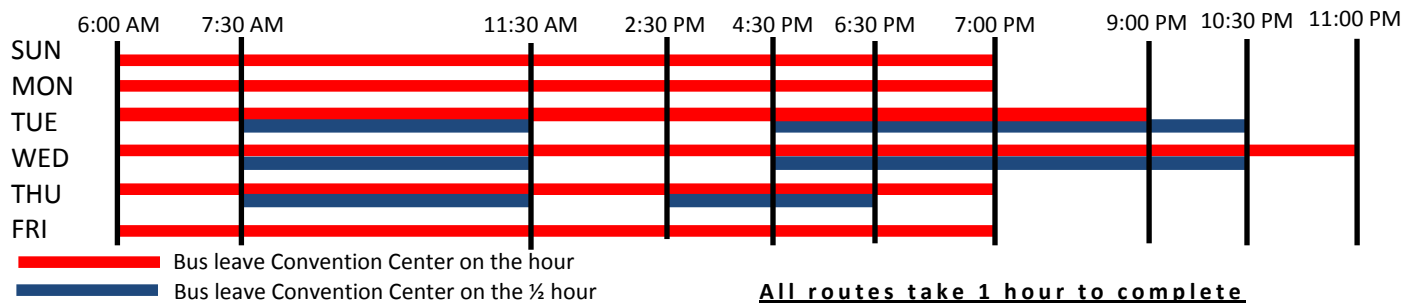 6:00 AM 7:30 AM 11:30 AM 2:30 PM 4:30 PM 6:30 PM 7:00 PM 9:00 PM 10:30 PM 11:00 PM
SUN
MON
TUE
WED
THU
FRI
Bus leave Convention Center on the hour
Bus leave Convention Center on the ½ hour
All routes take 1 hour to complete